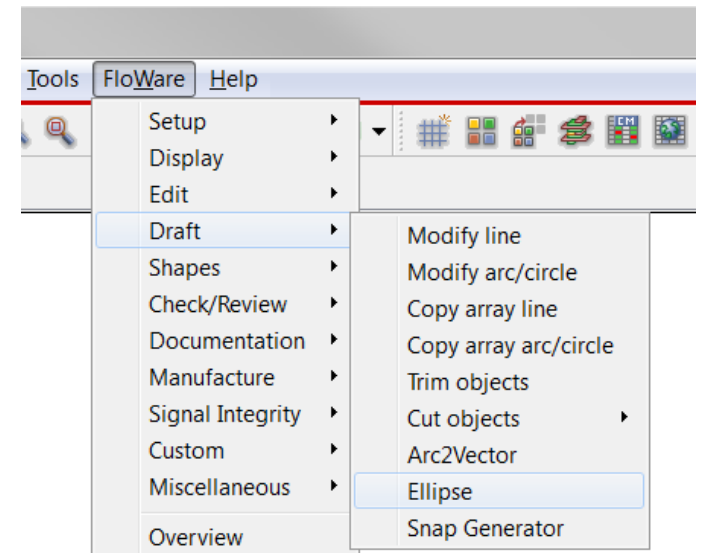 Tools FloWare Help
CM
Setup
Display
Edit
Draft
Shapes
Check/Review
Documentation
Manufacture
Signal Integrity
Custom
Miscellaneous
Overview
Modify line
Modify arc/circle
Copy array line
Copy array arc/circle
Trim objects
Cut objects
Arc2Vector
Ellipse
Snap Generator